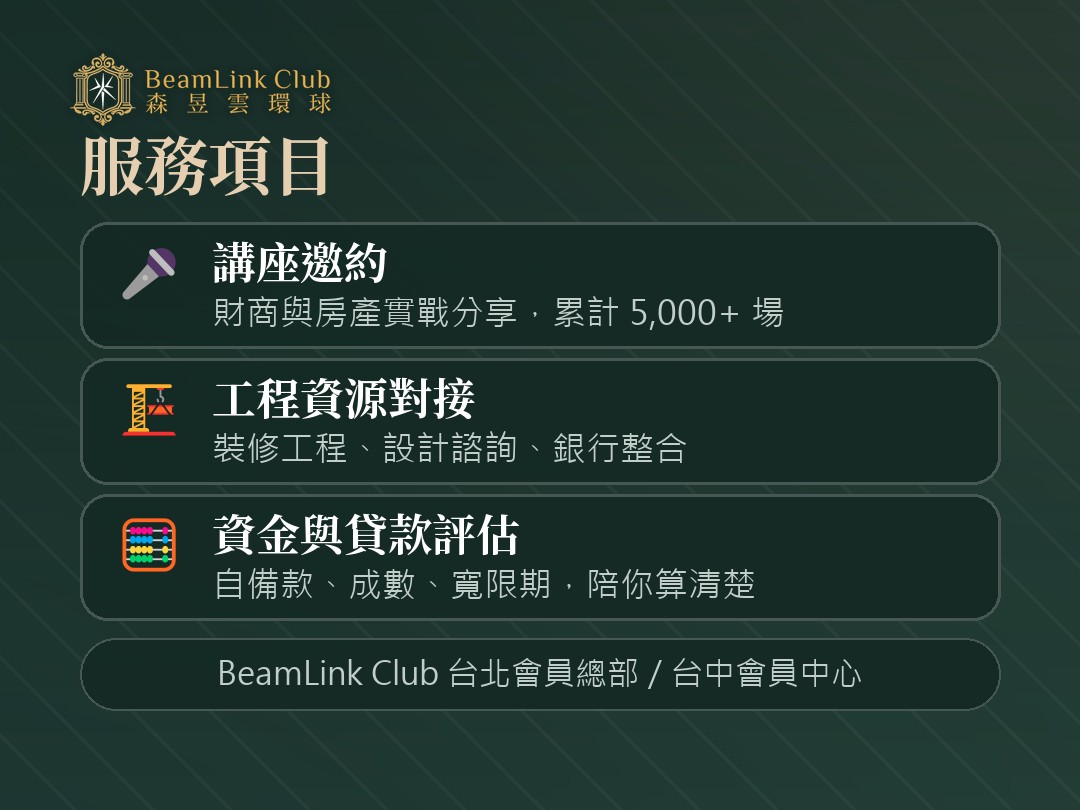 BeamLink Club
森昱雲環球
服務項目
講座邀約
財商與房產實戰分享，累計 5,000+ 場
工程資源對接
裝修工程、設計諮詢、銀行整合
資金與貸款評估
自備款、成數、寬限期，陪你算清楚
BeamLink Club 台北會員總部 / 台中會員中心